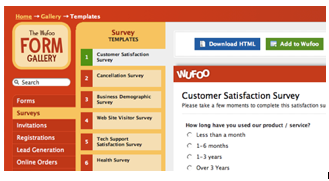 Home → Gallery → Templates
The Wufoo
FORM
GALLERY
Search
Forms
Surveys
Invitations
Registrations
Lead Generation
Online Orders
Survey
TEMPLATES
1 Customer Satisfaction
Survey
2 Cancellation Survey
3 Business Demographic
Survey
4 Web Site Visitor Survey
5 Tech Support
Satisfaction Survey
6 Health Survey
Download HTML
Add to Wufoo
WUFOO
Customer Satisfaction Survey
Please take a few moments to complete this satisfaction su
How long have you used our product / service?
Less than a month
1-6 months
1-3 years
Over 3 Years